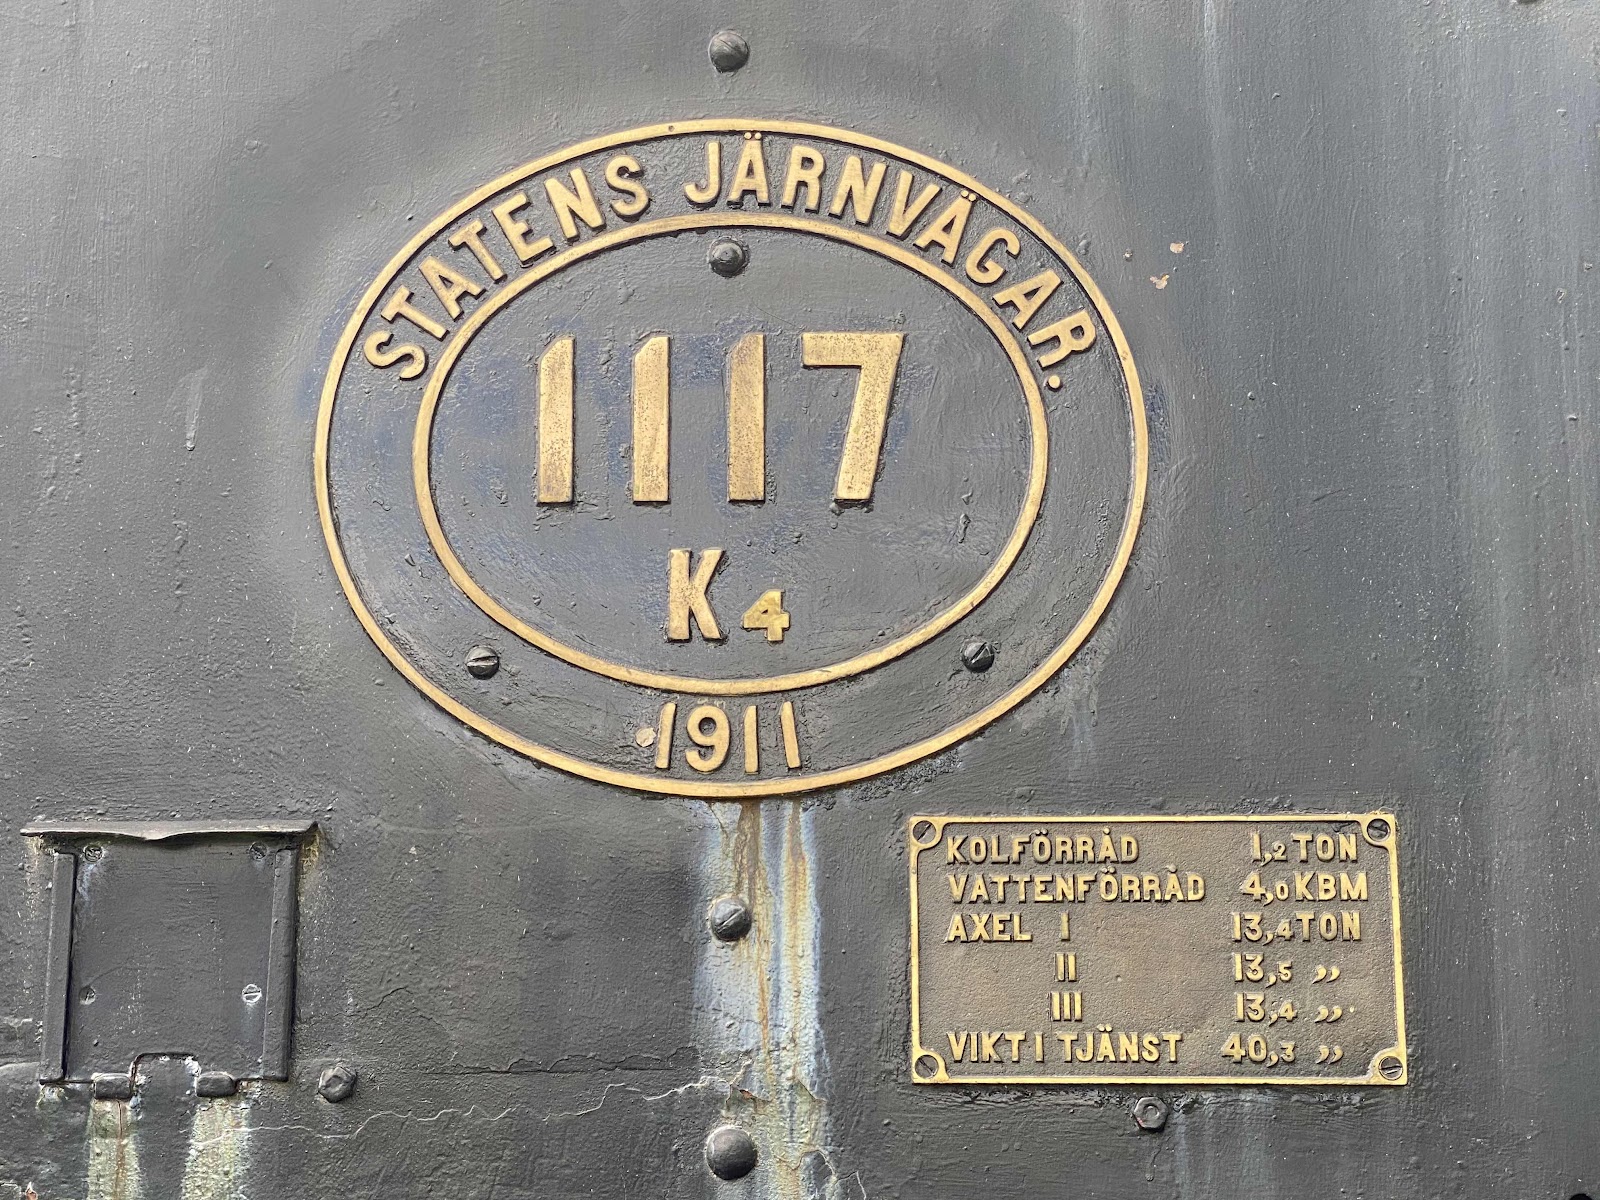 STATENS JÄRNVÄGAR.
1117
K4
1911
KOLFÖRRÅD 1,2 TON
VATTENFÖRRÅD 4,0 KBM
AXEL I 13,4 TON
II 13,5 „
III 13,4 „
VIKT I TJÄNST 40,3 „